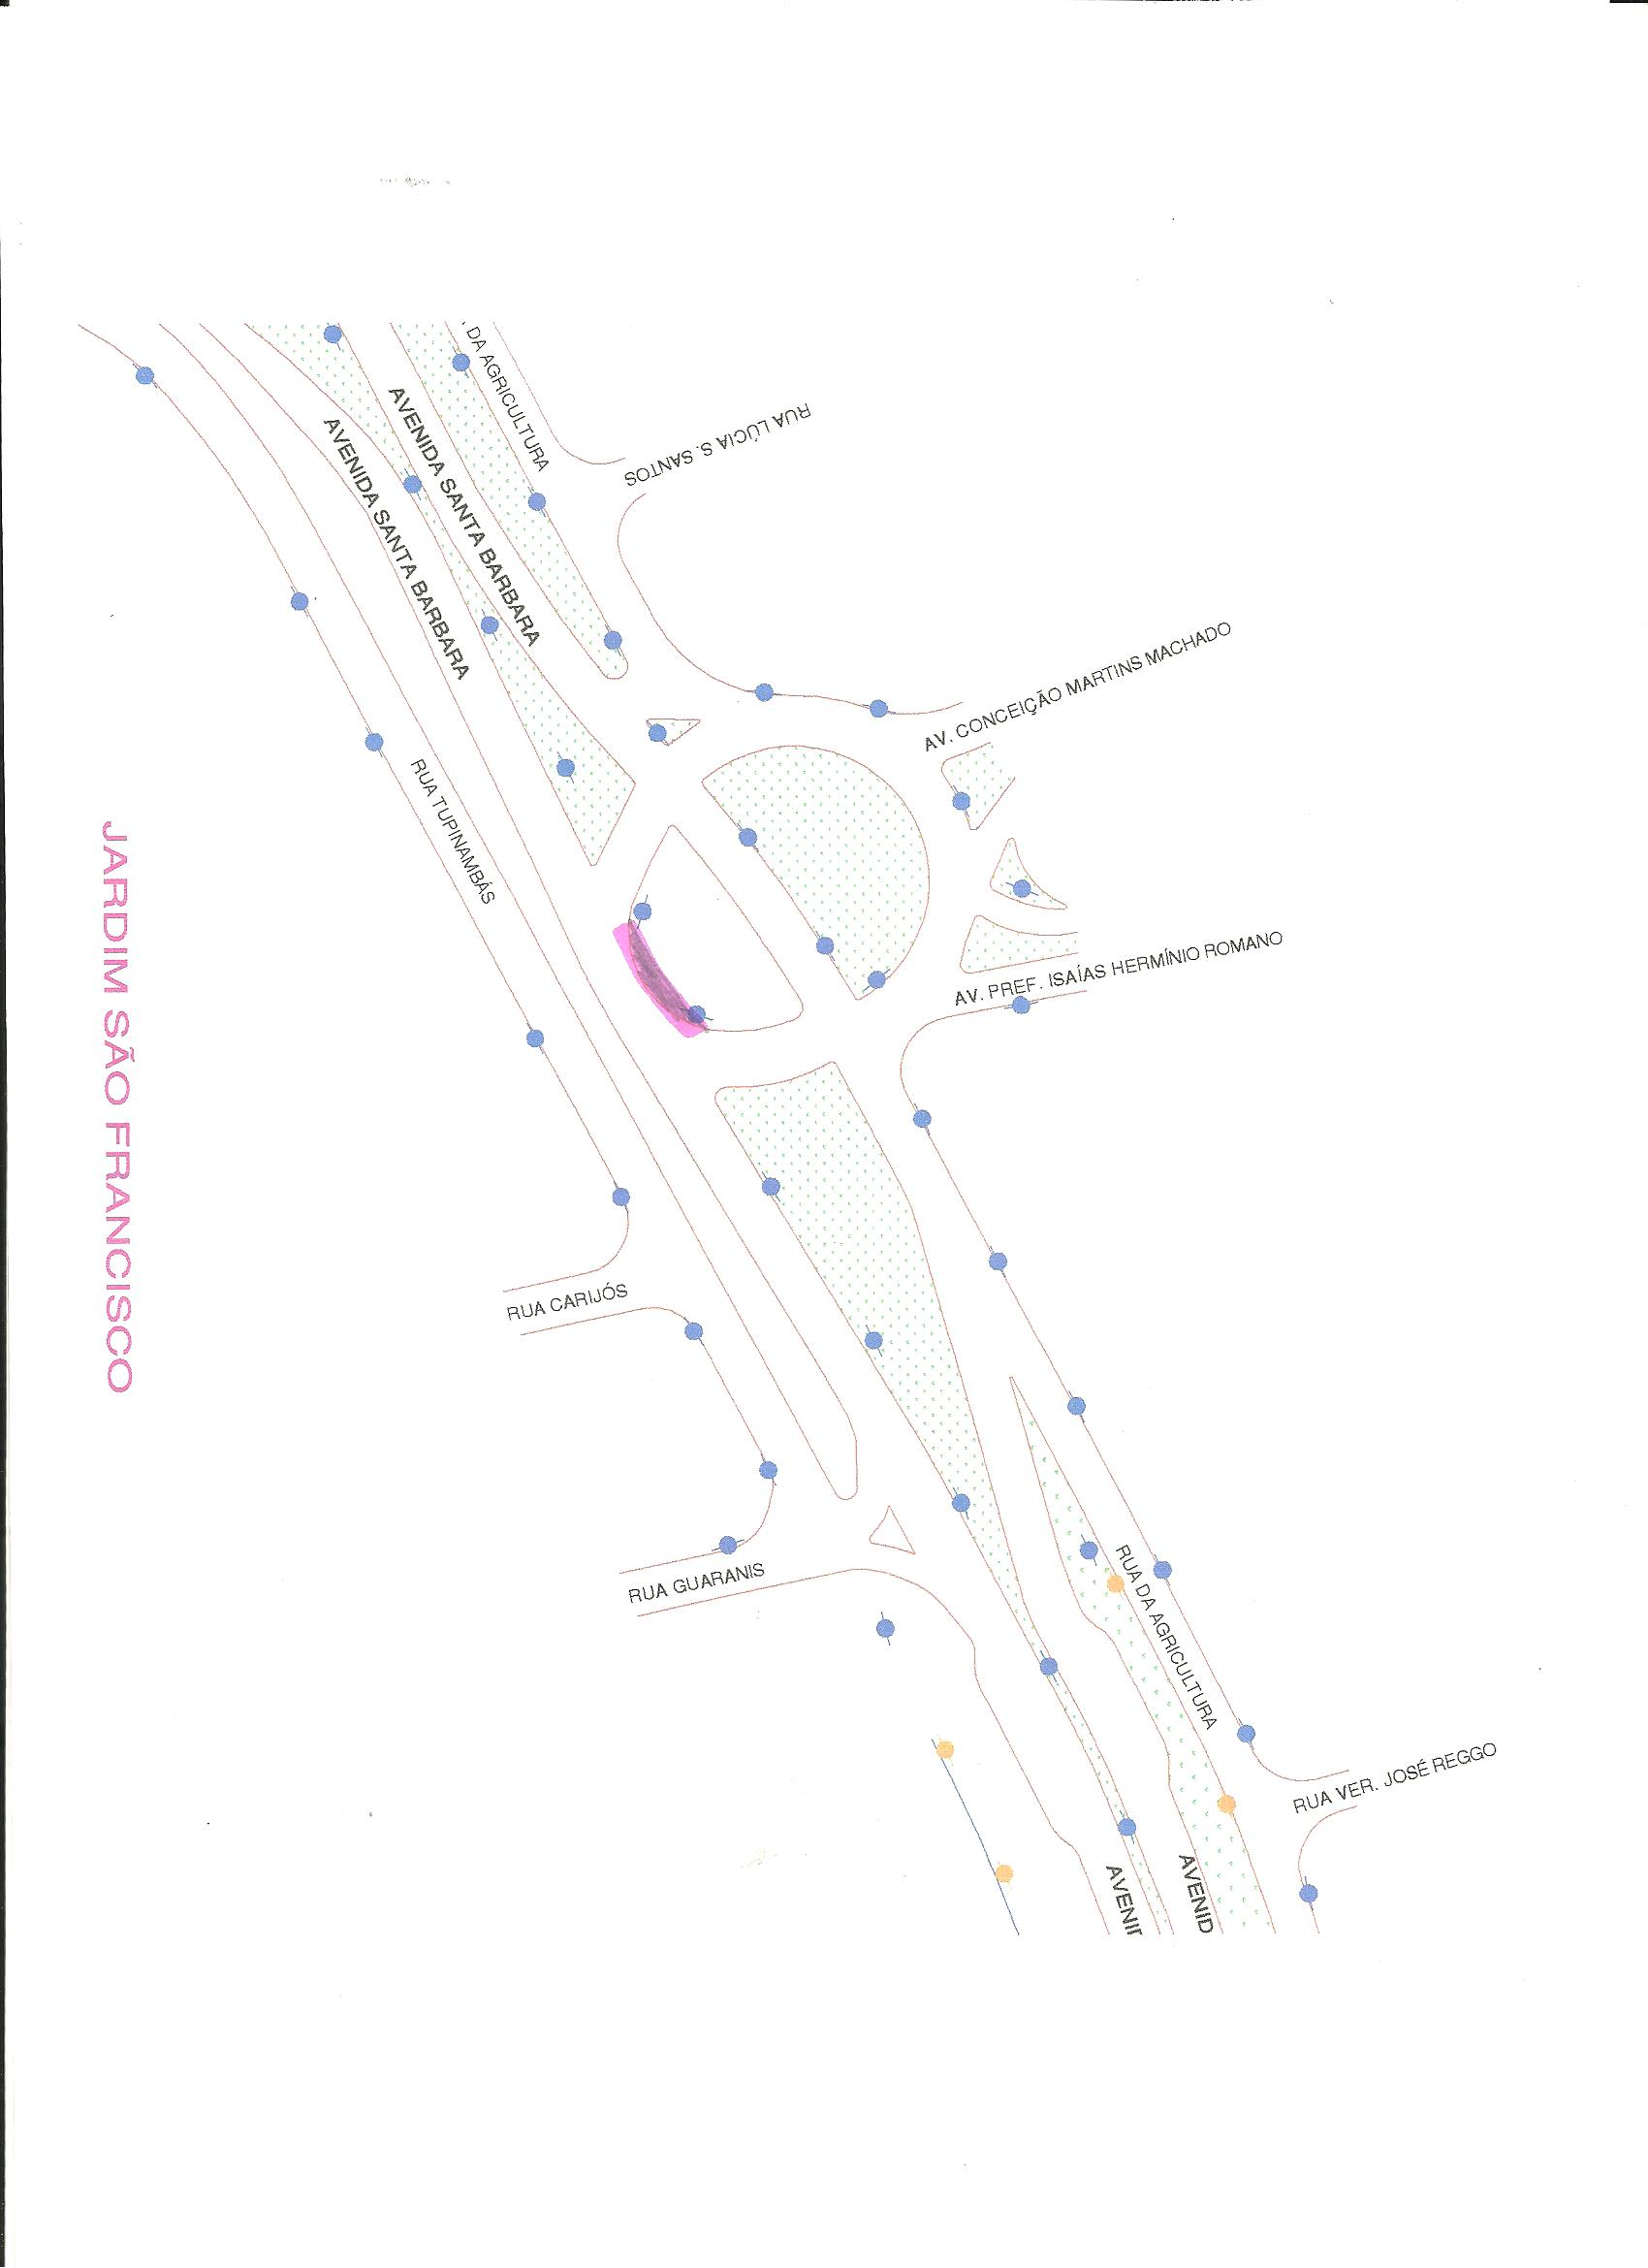 DA AGRICULTURA
RUA LÚCIA S. SANTOS
AVENIDA SANTA BARBARA
AVENIDA SANTA BARBARA
AV. CONCEIÇÃO MARTINS MACHADO
RUA TUPINAMBÁS
JARDIM SÃO FRANCISCO
AV. PREF. ISAÍAS HERMÍNIO ROMANO
RUA CARIJÓS
RUA GUARANIS
RUA DA AGRICULTURA
RUA VER. JOSÉ REGGO
AVENID
AVENI